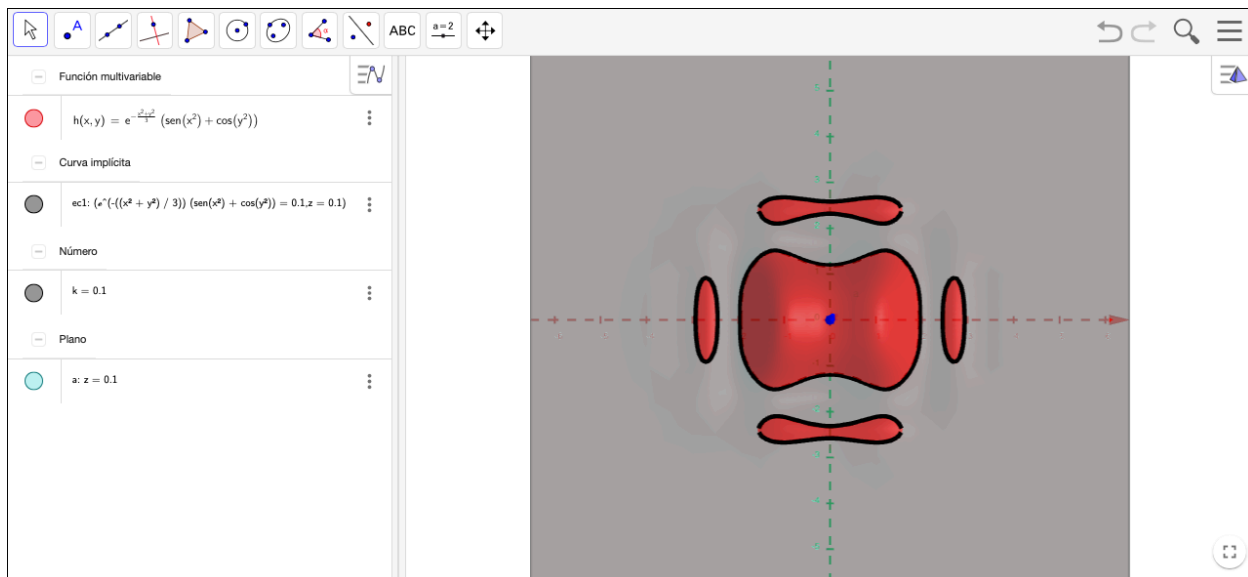 ABC
a=2
Función multivariable
h(x,y) = e^(-(x²+y²)/3) (sen(x²) + cos(y²))
Curva implícita
ec1: (e^(-((x² + y²) / 3)) (sen(x²) + cos(y²)) = 0.1,z = 0.1)
Número
k = 0.1
Plano
a: z = 0.1